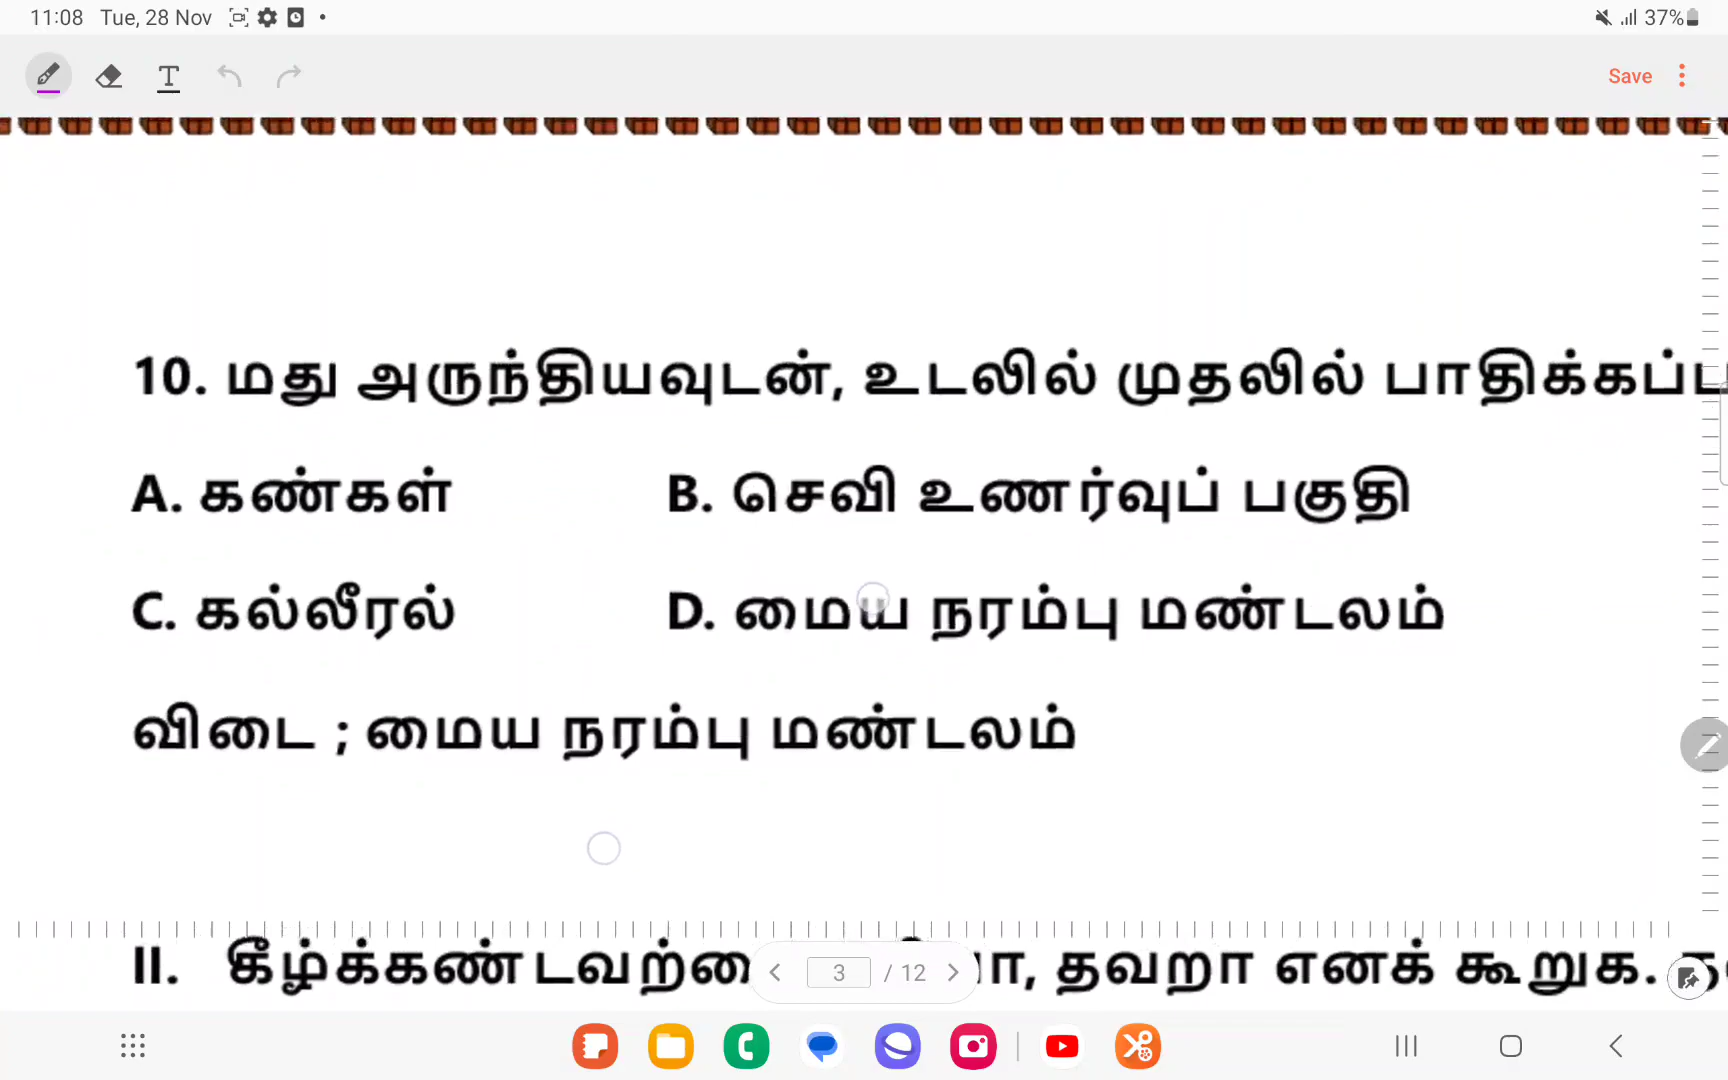 11:08 Tue, 28 Nov 37%
Save
10. மது அருந்தியவுடன், உடலில் முதலில் பாதிக்கப்ப
A. கண்கள் B. செவி உணர்வுப் பகுதி
C. கல்லீரல் D. மைய நரம்பு மண்டலம்
விடை ; மைய நரம்பு மண்டலம்
II. கீழ்க்கண்டவற்றை தவறா எனக் கூறுக.
3 / 12